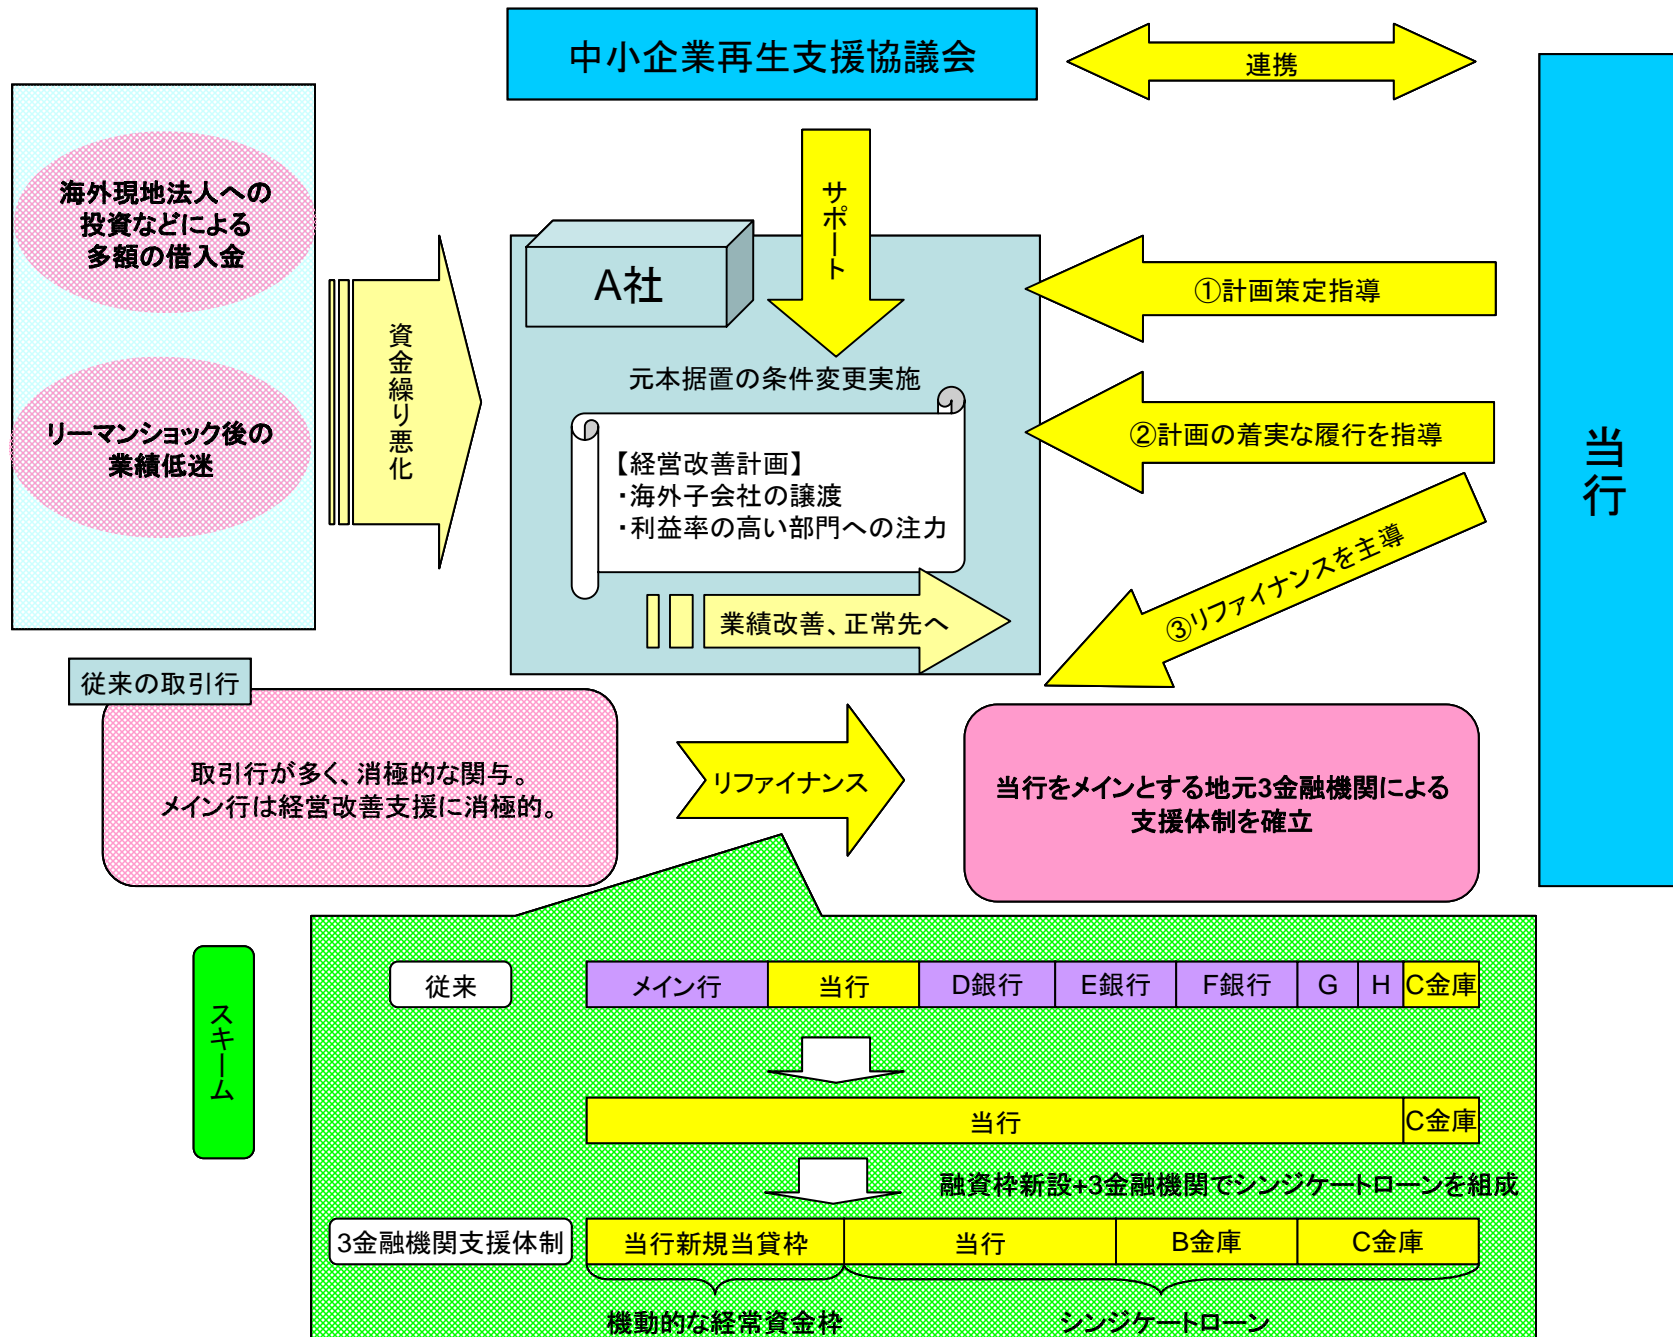 中小企業再生支援協議会
連携
海外現地法人への
投資などによる
多額の借入金
リーマンショック後の
業績低迷
資金繰り悪化
サポート
A社
元本据置の条件変更実施
【経営改善計画】
・海外子会社の譲渡
・利益率の高い部門への注力
業績改善、正常先へ
①計画策定指導
②計画の着実な履行を指導
③リファイナンスを主導
当行
従来の取引行
取引行が多く、消極的な関与。
メイン行は経営改善支援に消極的。
リファイナンス
当行をメインとする地元3金融機関による
支援体制を確立
スキーム
従来
メイン行 当行 D銀行 E銀行 F銀行 G H C金庫
当行 C金庫
融資枠新設+3金融機関でシンジケートローンを組成
3金融機関支援体制
当行新規当貸枠 当行 B金庫 C金庫
機動的な経常資金枠 シンジケートローン